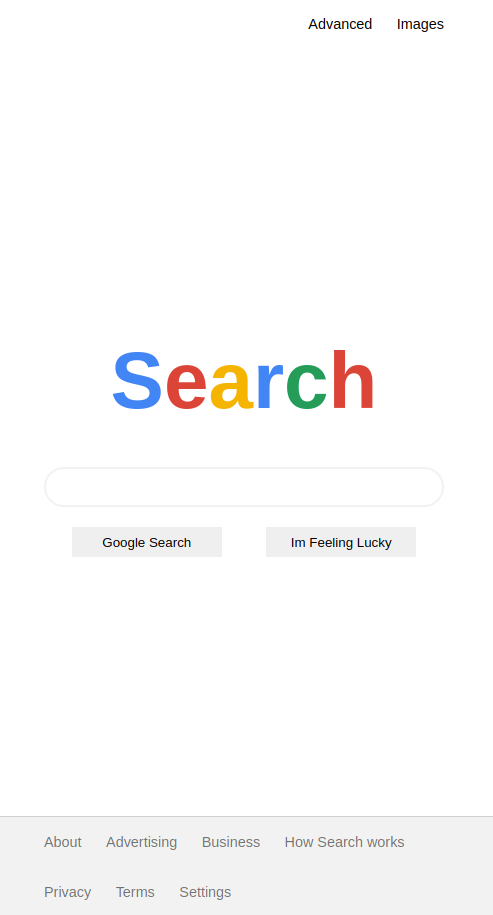 Advanced Images
Search
Google Search Im Feeling Lucky
About Advertising Business How Search works
Privacy Terms Settings